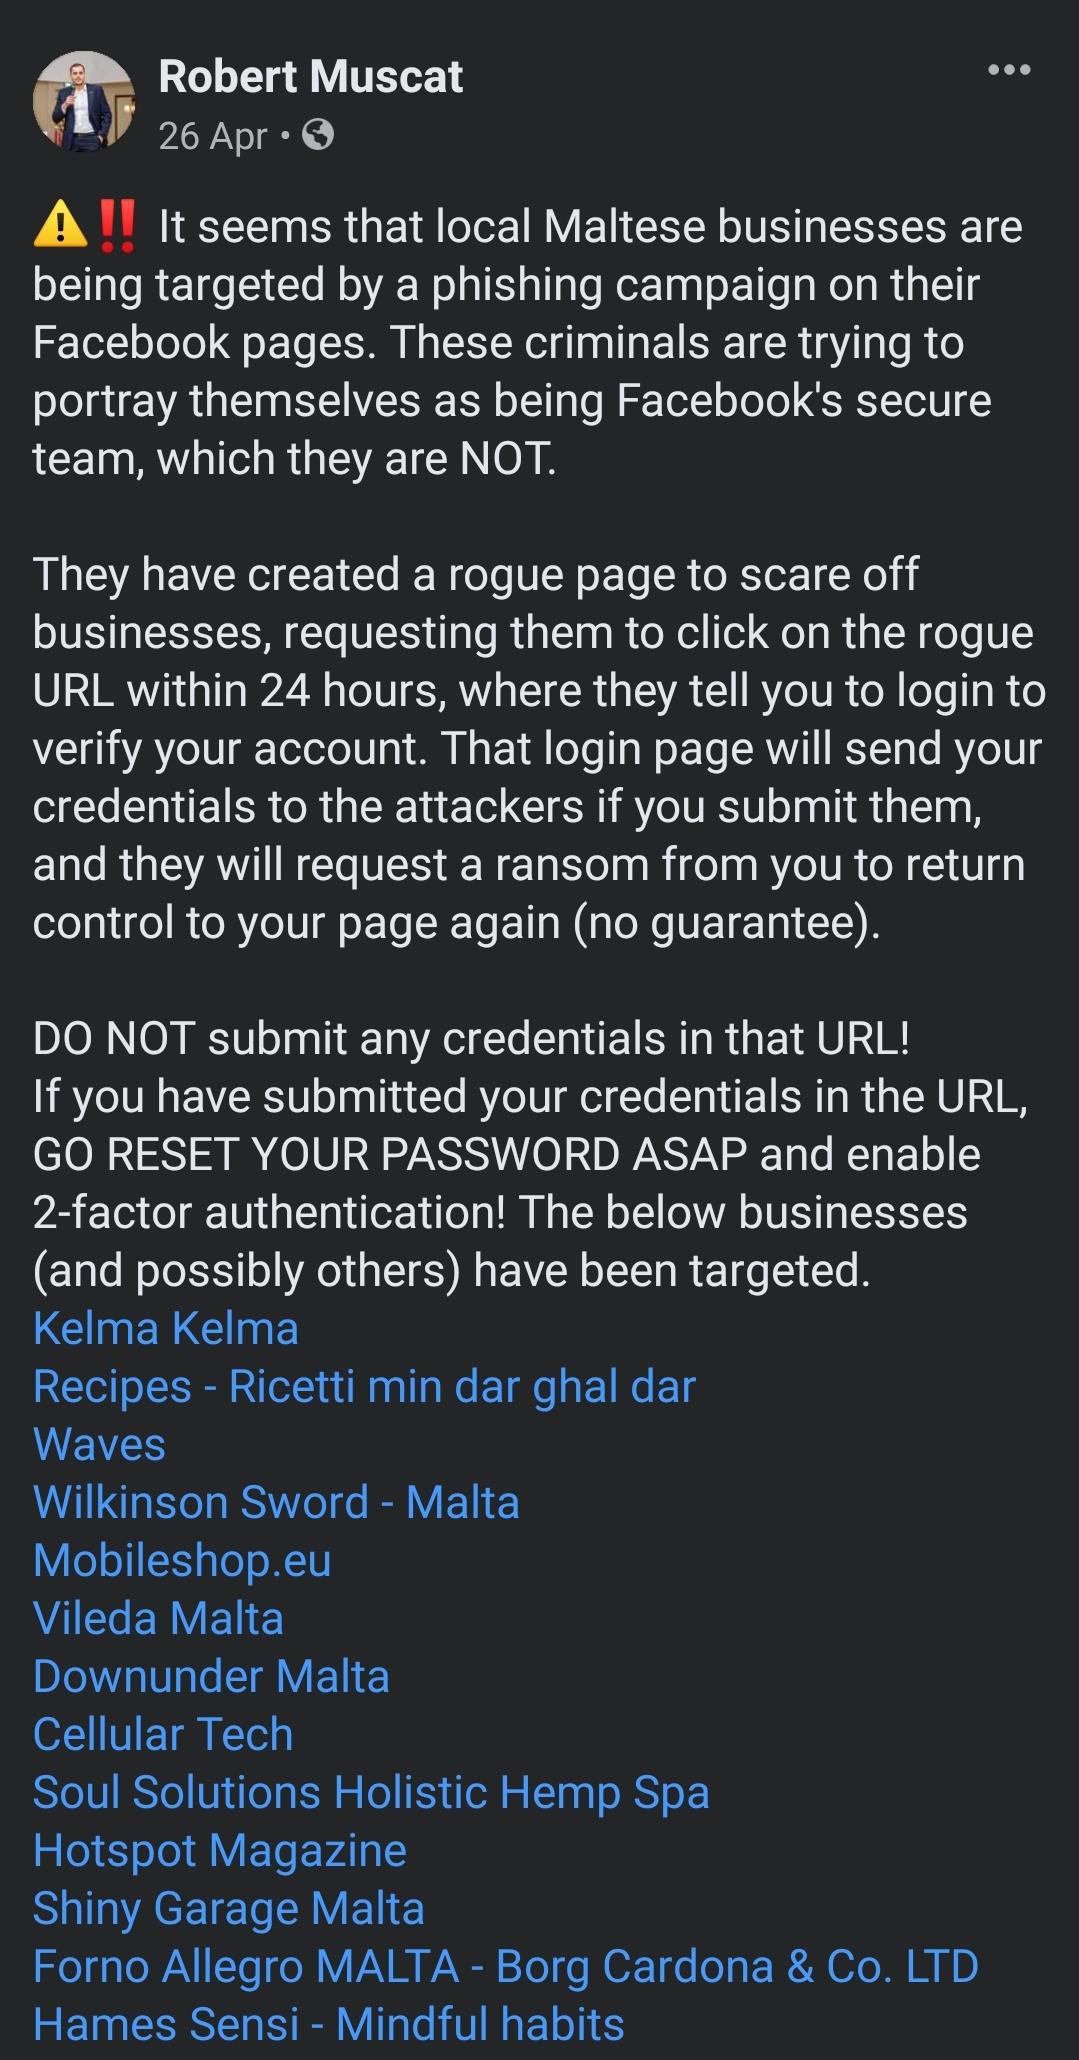 Robert Muscat
26 Apr •
⚠️‼️ It seems that local Maltese businesses are
being targeted by a phishing campaign on their
Facebook pages. These criminals are trying to
portray themselves as being Facebook's secure
team, which they are NOT.
They have created a rogue page to scare off
businesses, requesting them to click on the rogue
URL within 24 hours, where they tell you to login to
verify your account. That login page will send your
credentials to the attackers if you submit them,
and they will request a ransom from you to return
control to your page again (no guarantee).
DO NOT submit any credentials in that URL!
If you have submitted your credentials in the URL,
GO RESET YOUR PASSWORD ASAP and enable
2-factor authentication! The below businesses
(and possibly others) have been targeted.
Kelma Kelma
Recipes - Ricetti min dar ghal dar
Waves
Wilkinson Sword - Malta
Mobileshop.eu
Vileda Malta
Downunder Malta
Cellular Tech
Soul Solutions Holistic Hemp Spa
Hotspot Magazine
Shiny Garage Malta
Forno Allegro MALTA - Borg Cardona & Co. LTD
Hames Sensi - Mindful habits